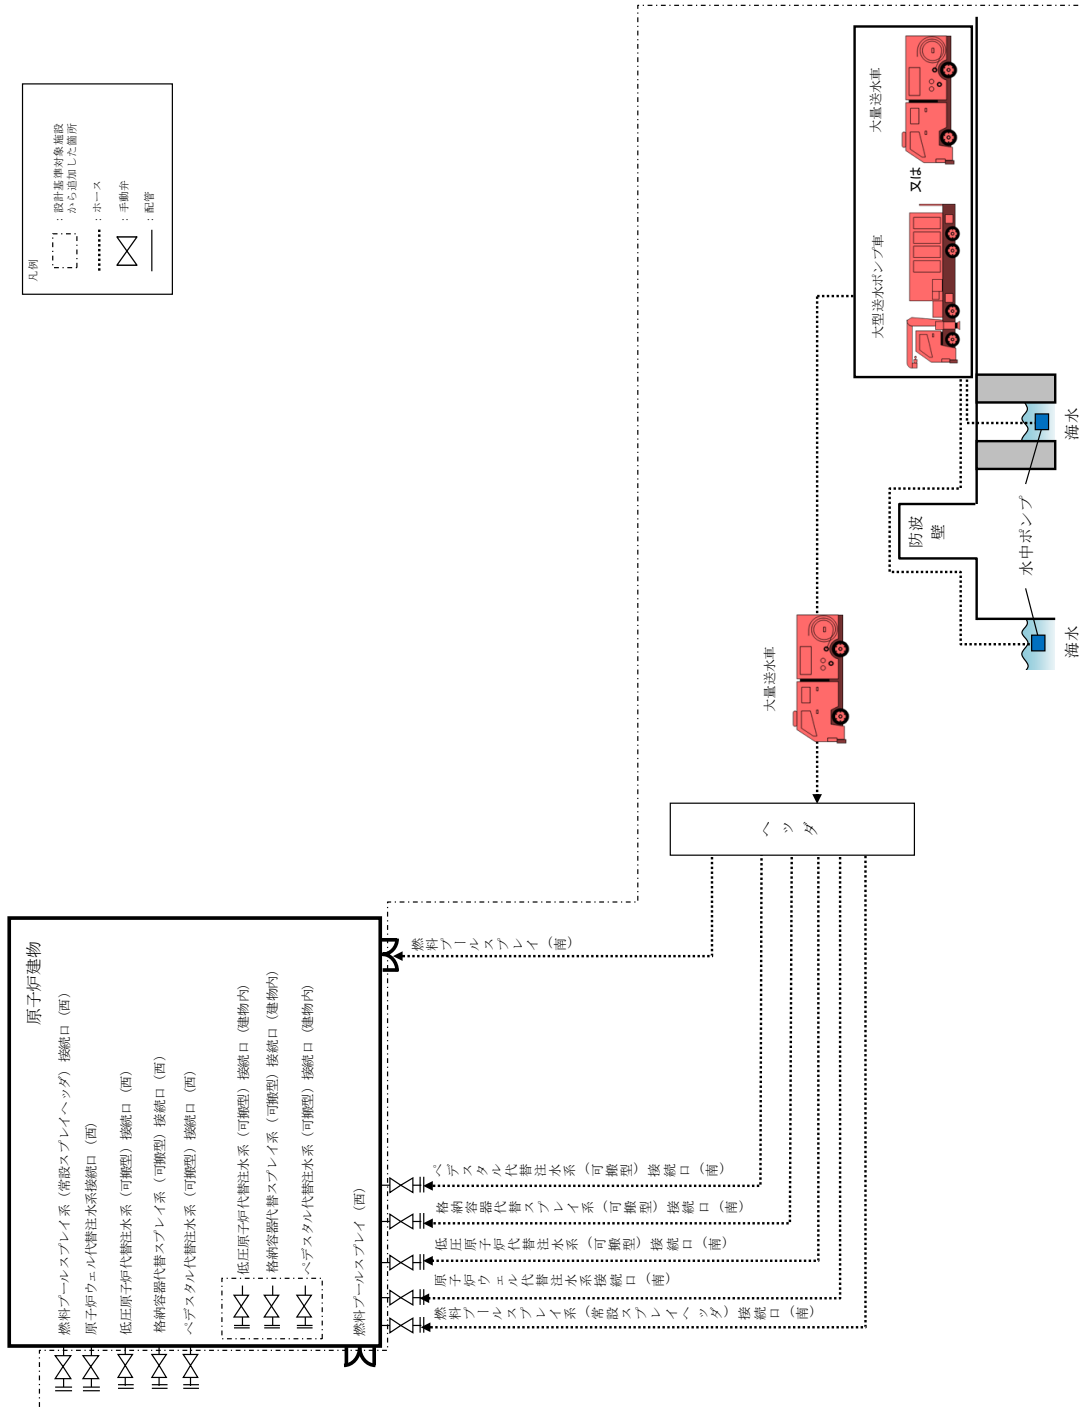 凡例
：設計基準対象施設
から追加した箇所
：ホース
：手動弁
：配管
原子炉建物
燃料プールスプレイ系（常設スプレイヘッダ）接続口（西）
原子炉ウェル代替注水系接続口（西）
低圧原子炉代替注水系（可搬型）接続口（西）
格納容器代替スプレイ系（可搬型）接続口（西）
ペデスタル代替注水系（可搬型）接続口（西）
低圧原子炉代替注水系（可搬型）接続口（建物内）
格納容器代替スプレイ系（可搬型）接続口（建物内）
ペデスタル代替注水系（可搬型）接続口（建物内）
燃料プールスプレイ（西）
燃料プールスプレイ（南）
ペデスタル代替注水系（可搬型）接続口（南）
格納容器代替スプレイ系（可搬型）接続口（南）
低圧原子炉代替注水系（可搬型）接続口（南）
原子炉ウェル代替注水系接続口（南）
燃料プールスプレイ系（常設スプレイヘッダ）接続口（南）
ヘッダ
大量送水車
大型送水ポンプ車
又は
大量送水車
防波
壁
水中ポンプ
海水
海水